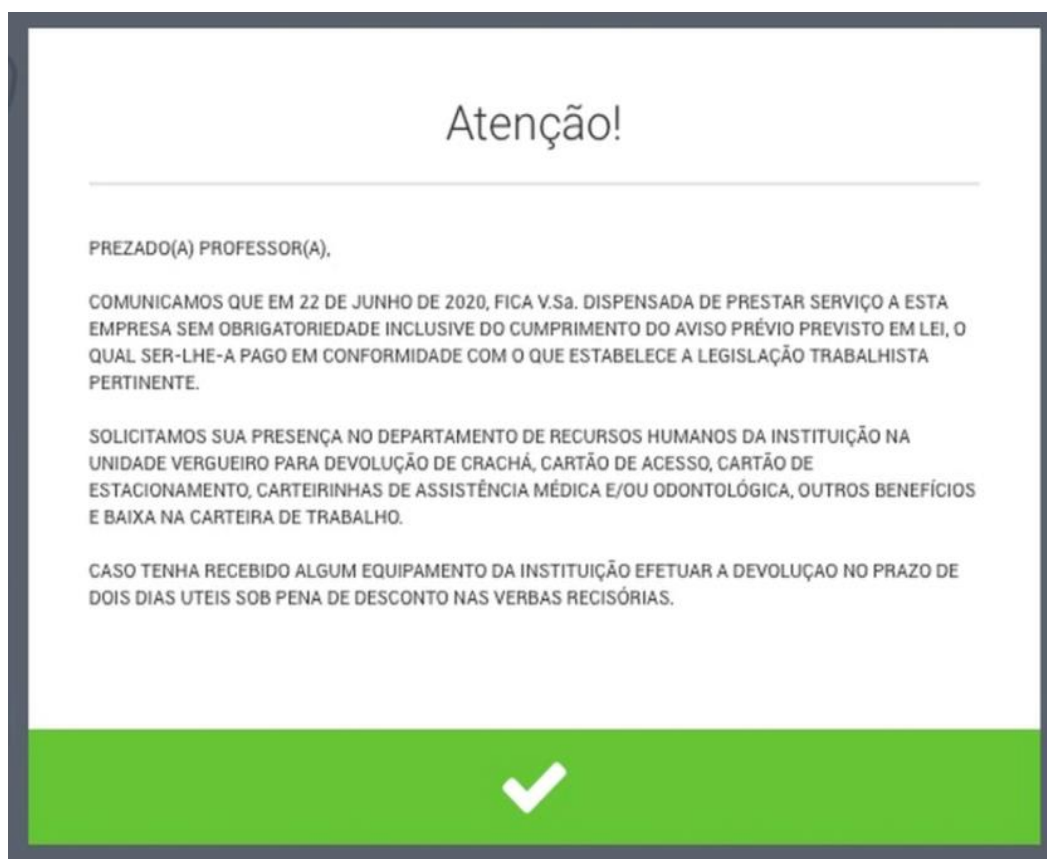 Atenção!
PREZADO(A) PROFESSOR(A),
COMUNICAMOS QUE EM 22 DE JUNHO DE 2020, FICA V.Sa. DISPENSADA DE PRESTAR SERVIÇO A ESTA
EMPRESA SEM OBRIGATORIEDADE INCLUSIVE DO CUMPRIMENTO DO AVISO PRÉVIO PREVISTO EM LEI, O
QUAL SER-LHE-A PAGO EM CONFORMIDADE COM O QUE ESTABELECE A LEGISLAÇÃO TRABALHISTA
PERTINENTE.
SOLICITAMOS SUA PRESENÇA NO DEPARTAMENTO DE RECURSOS HUMANOS DA INSTITUIÇÃO NA
UNIDADE VERGUEIRO PARA DEVOLUÇÃO DE CRACHÁ, CARTÃO DE ACESSO, CARTÃO DE
ESTACIONAMENTO, CARTEIRINHAS DE ASSISTÊNCIA MÉDICA E/OU ODONTOLÓGICA, OUTROS BENEFÍCIOS
E BAIXA NA CARTEIRA DE TRABALHO.
CASO TENHA RECEBIDO ALGUM EQUIPAMENTO DA INSTITUIÇÃO EFETUAR A DEVOLUÇAO NO PRAZO DE
DOIS DIAS UTEIS SOB PENA DE DESCONTO NAS VERBAS RECISÓRIAS.